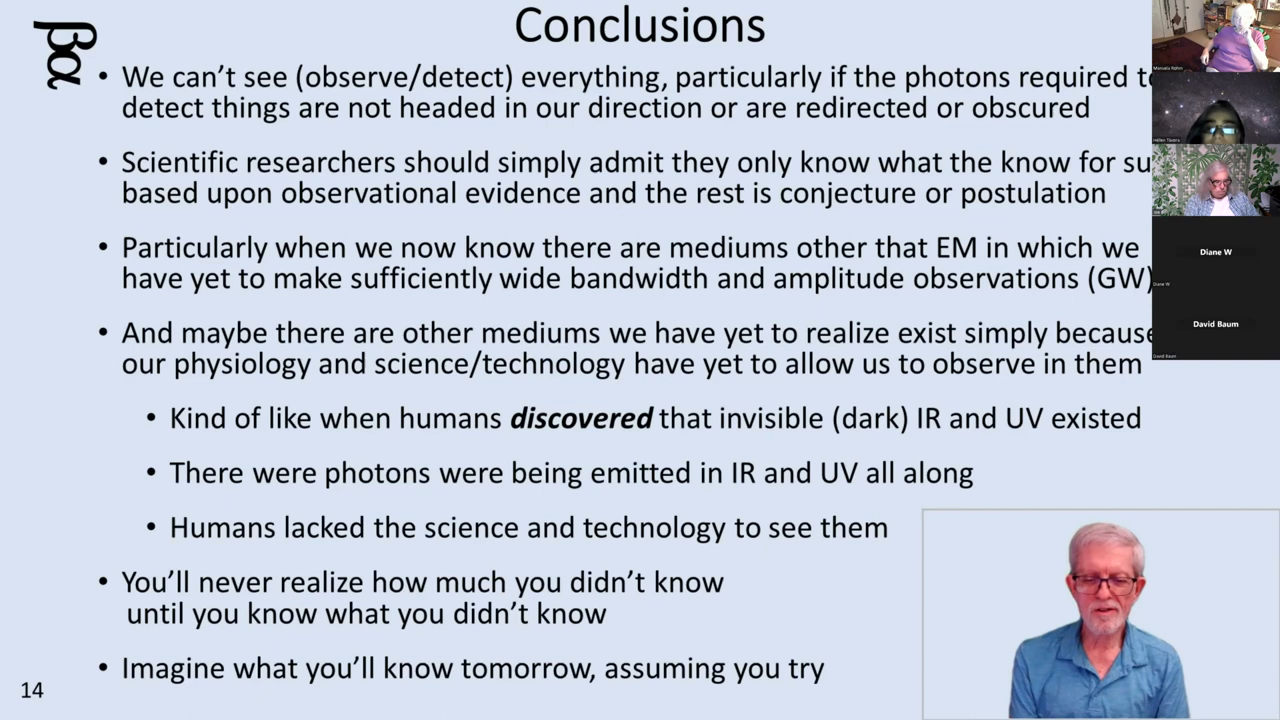 Conclusions
βα
• We can't see (observe/detect) everything, particularly if the photons required to
detect things are not headed in our direction or are redirected or obscured
• Scientific researchers should simply admit they only know what the know for su
based upon observational evidence and the rest is conjecture or postulation
• Particularly when we now know there are mediums other that EM in which we
have yet to make sufficiently wide bandwidth and amplitude observations (GW)
• And maybe there are other mediums we have yet to realize exist simply because
our physiology and science/technology have yet to allow us to observe in them
• Kind of like when humans discovered that invisible (dark) IR and UV existed
• There were photons were being emitted in IR and UV all along
• Humans lacked the science and technology to see them
• You'll never realize how much you didn't know
until you know what you didn't know
• Imagine what you'll know tomorrow, assuming you try
14
Diane W
Diane W
David Baum
David Baum